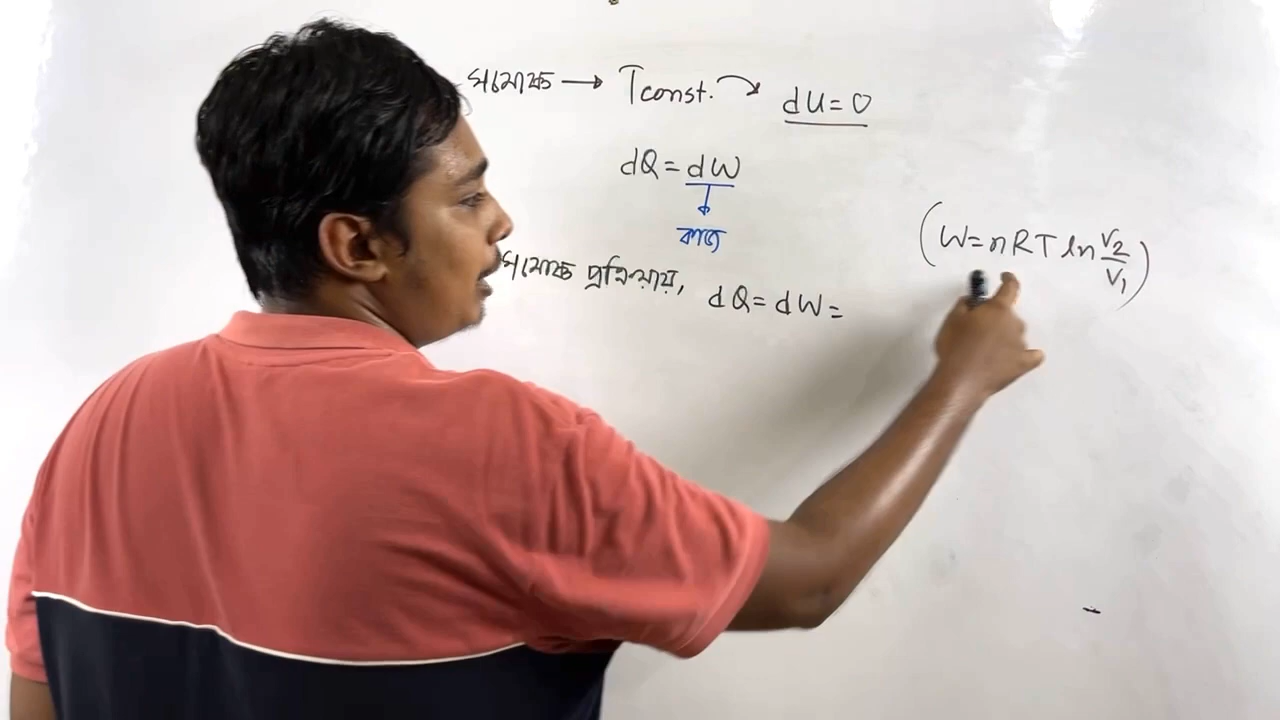 সমোষ্ণ → T const. → dU = 0
dQ = dW
কাজ
(W = nRT ln V₂/V₁)
সমোষ্ণ প্রক্রিয়ায়, dQ = dW =